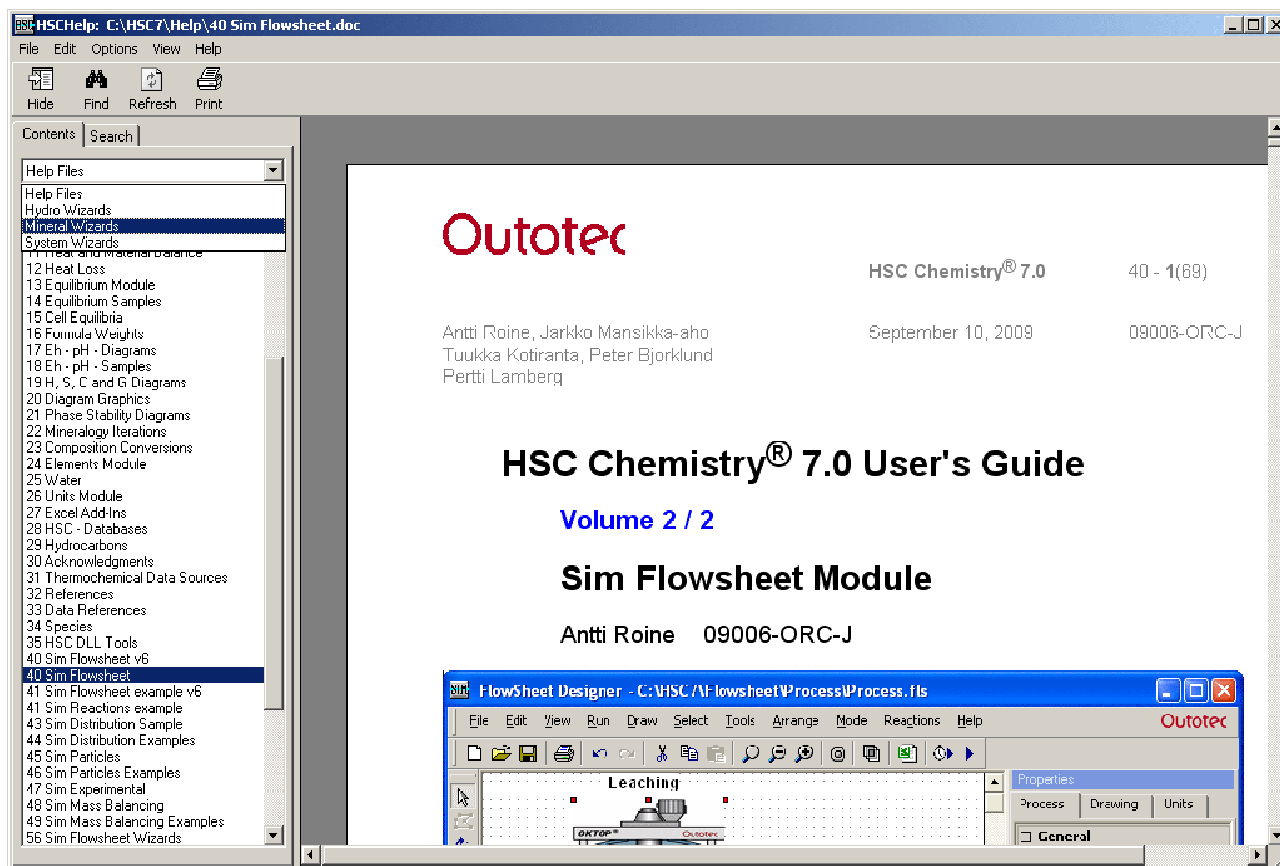 HSCHelp: C:\HSC7\Help\40 Sim Flowsheet.doc
File Edit Options View Help
Hide Find Refresh Print
Contents Search
Help Files
Help Files
Hydro Wizards
Mineral Wizards
System Wizards
11 Heat and Material Balance
12 Heat Loss
13 Equilibrium Module
14 Equilibrium Samples
15 Cell Equilibria
16 Formula Weights
17 Eh - pH - Diagrams
18 Eh - pH - Samples
19 H, S, C and G Diagrams
20 Diagram Graphics
21 Phase Stability Diagrams
22 Mineralogy Iterations
23 Composition Conversions
24 Elements Module
25 Water
26 Units Module
27 Excel Add-Ins
28 HSC - Databases
29 Hydrocarbons
30 Acknowledgments
31 Thermochemical Data Sources
32 References
33 Data References
34 Species
35 HSC DLL Tools
40 Sim Flowsheet v6
40 Sim Flowsheet
41 Sim Flowsheet example v6
41 Sim Reactions example
43 Sim Distribution Sample
44 Sim Distribution Examples
45 Sim Particles
46 Sim Particles Examples
47 Sim Experimental
48 Sim Mass Balancing
49 Sim Mass Balancing Examples
56 Sim Flowsheet Wizards
Outotec
HSC Chemistry® 7.0 40 - 1(69)
Antti Roine, Jarkko Mansikka-aho September 10, 2009 09006-ORC-J
Tuukka Kotiranta, Peter Bjorklund
Pertti Lamberg
HSC Chemistry® 7.0 User's Guide
Volume 2 / 2
Sim Flowsheet Module
Antti Roine 09006-ORC-J
SIM FlowSheet Designer - C:\HSC7\Flowsheet\Process\Process.fls
File Edit View Run Draw Select Tools Arrange Mode Reactions Help Outotec
Leaching
OKTOP® Outotec
Properties
Process Drawing Units
General